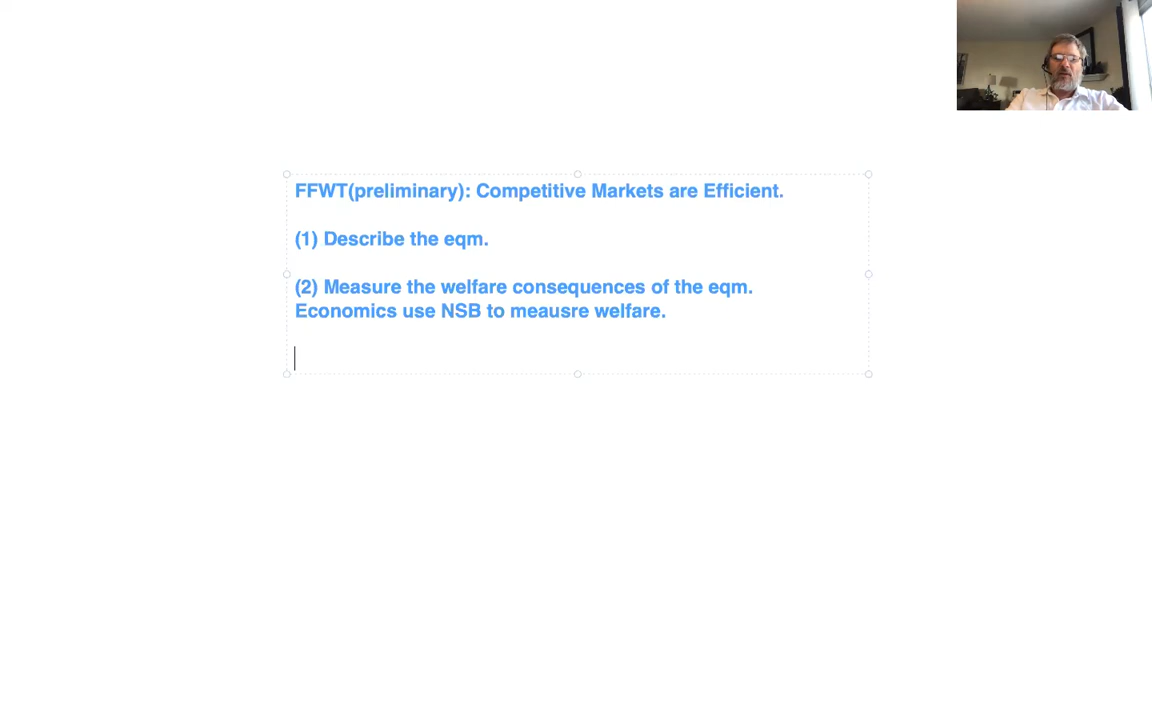 FFWT(preliminary): Competitive Markets are Efficient.
(1) Describe the eqm.
(2) Measure the welfare consequences of the eqm.
Economics use NSB to meausre welfare.